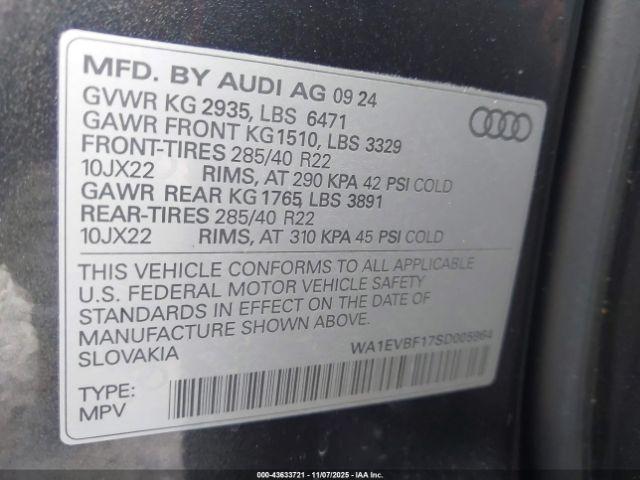 MFD. BY AUDI AG 09 24
GVWR KG 2935, LBS 6471
GAWR FRONT KG1510, LBS 3329
FRONT-TIRES 285/40 R22
10JX22 RIMS, AT 290 KPA 42 PSI COLD
GAWR REAR KG 1765, LBS 3891
REAR-TIRES 285/40 R22
10JX22 RIMS, AT 310 KPA 45 PSI COLD
THIS VEHICLE CONFORMS TO ALL APPLICABLE
U.S. FEDERAL MOTOR VEHICLE SAFETY
STANDARDS IN EFFECT ON THE DATE OF
MANUFACTURE SHOWN ABOVE. MADE IN
SLOVAKIA
WA1EVBF17SD005964
TYPE:
MPV
000-43633721 - 11/07/2025 - IAA Inc.